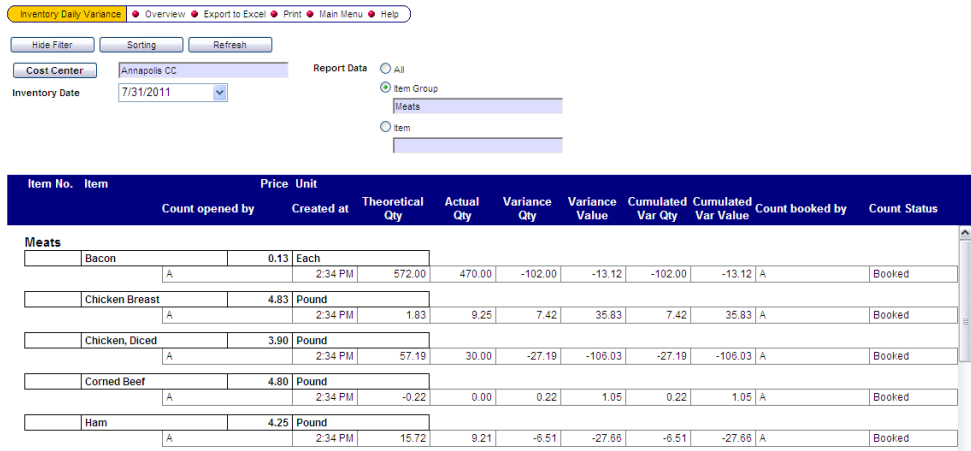 Inventory Daily Variance Overview Export to Excel Print Main Menu Help
Hide Filter Sorting Refresh
Cost Center Annapolis CC Report Data All
Inventory Date 7/31/2011 Item Group
Meats
Item
Item No. Item Price Unit
Count opened by Created at Theoretical Qty Actual Qty Variance Qty Variance Value Cumulated Var Qty Cumulated Var Value Count booked by Count Status
Meats
Bacon 0.13 Each
A 2:34 PM 572.00 470.00 -102.00 -13.12 -102.00 -13.12 A Booked
Chicken Breast 4.83 Pound
A 2:34 PM 1.83 9.25 7.42 35.83 7.42 35.83 A Booked
Chicken, Diced 3.90 Pound
A 2:34 PM 57.19 30.00 -27.19 -106.03 -27.19 -106.03 A Booked
Corned Beef 4.80 Pound
A 2:34 PM -0.22 0.00 0.22 1.05 0.22 1.05 A Booked
Ham 4.25 Pound
A 2:34 PM 15.72 9.21 -6.51 -27.66 -6.51 -27.66 A Booked